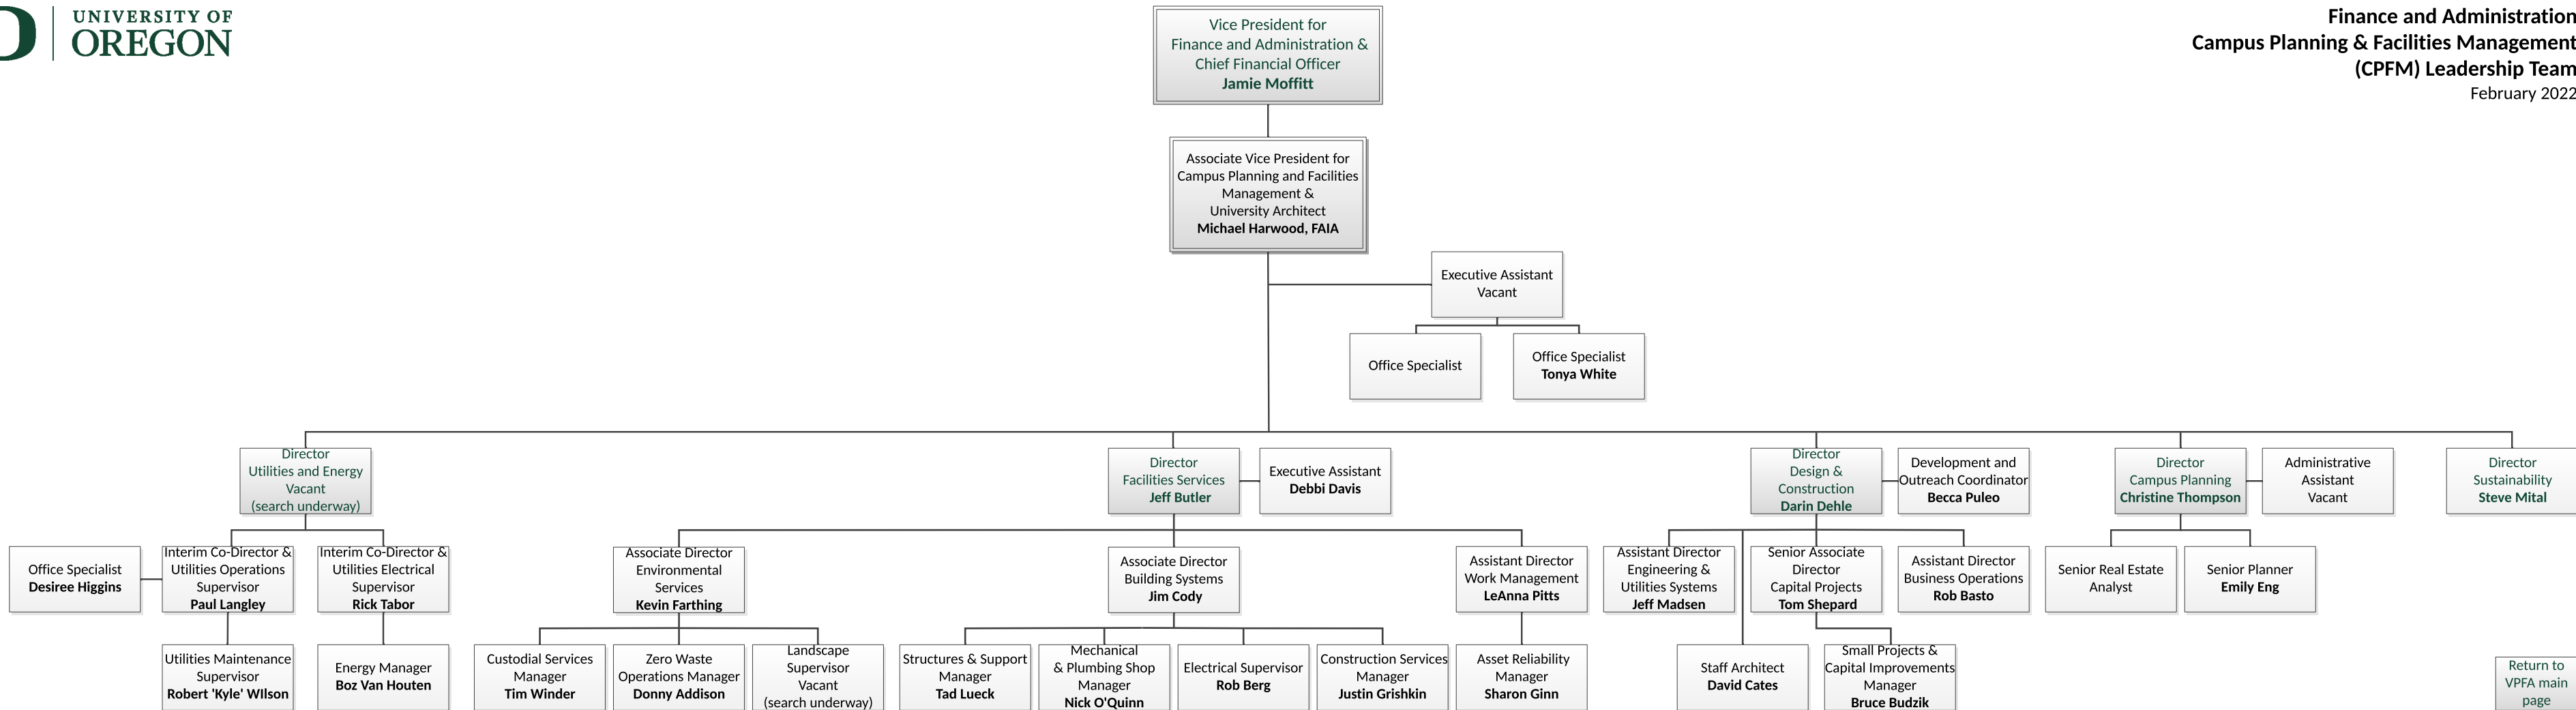 UNIVERSITY OF
OREGON
Finance and Administration
Campus Planning & Facilities Management
(CPFM) Leadership Team
February 2022
Vice President for
Finance and Administration &
Chief Financial Officer
Jamie Moffitt
Associate Vice President for
Campus Planning and Facilities
Management &
University Architect
Michael Harwood, FAIA
Executive Assistant
Vacant
Office Specialist
Office Specialist
Tonya White
Director
Utilities and Energy
Vacant
(search underway)
Director
Facilities Services
Jeff Butler
Executive Assistant
Debbi Davis
Director
Design &
Construction
Darin Dehle
Development and
Outreach Coordinator
Becca Puleo
Director
Campus Planning
Christine Thompson
Administrative
Assistant
Vacant
Director
Sustainability
Steve Mital
Office Specialist
Desiree Higgins
Interim Co-Director &
Utilities Operations
Supervisor
Paul Langley
Interim Co-Director &
Utilities Electrical
Supervisor
Rick Tabor
Associate Director
Environmental
Services
Kevin Farthing
Associate Director
Building Systems
Jim Cody
Assistant Director
Work Management
LeAnna Pitts
Assistant Director
Engineering &
Utilities Systems
Jeff Madsen
Senior Associate
Director
Capital Projects
Tom Shepard
Assistant Director
Business Operations
Rob Basto
Senior Real Estate
Analyst
Senior Planner
Emily Eng
Utilities Maintenance
Supervisor
Robert 'Kyle' WIlson
Energy Manager
Boz Van Houten
Custodial Services
Manager
Tim Winder
Zero Waste
Operations Manager
Donny Addison
Landscape
Supervisor
Vacant
(search underway)
Structures & Support
Manager
Tad Lueck
Mechanical
& Plumbing Shop
Manager
Nick O'Quinn
Electrical Supervisor
Rob Berg
Construction Services
Manager
Justin Grishkin
Asset Reliability
Manager
Sharon Ginn
Staff Architect
David Cates
Small Projects &
Capital Improvements
Manager
Bruce Budzik
Return to
VPFA main
page